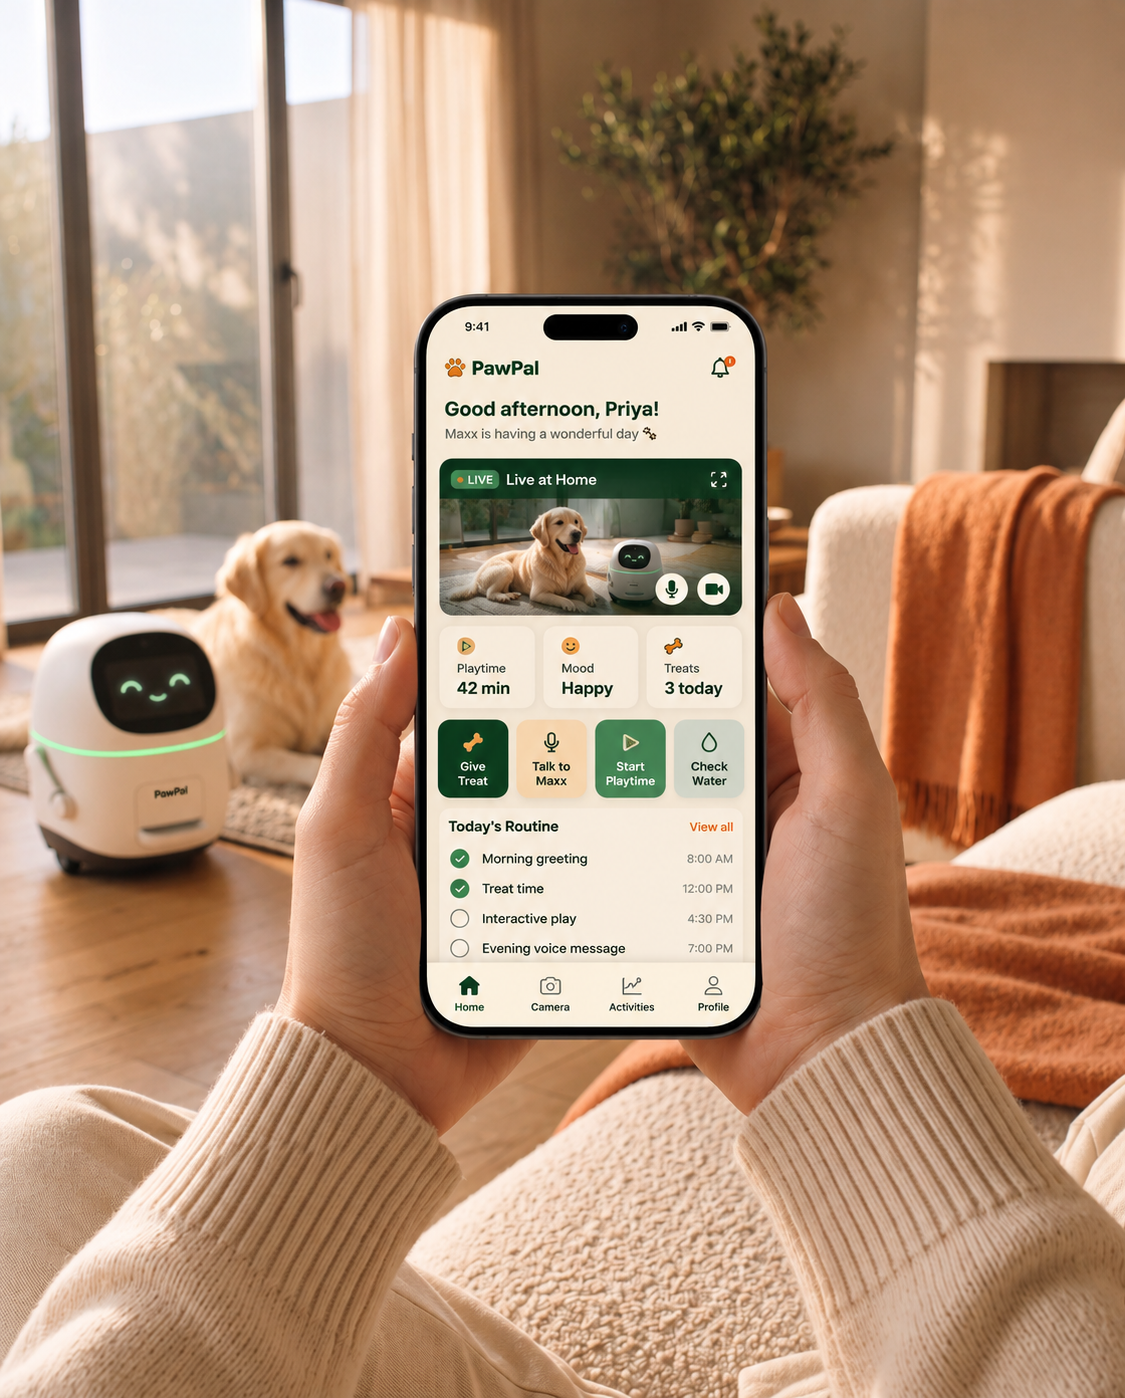 9:41
PawPal
Good afternoon, Priya!
Maxx is having a wonderful day
LIVE Live at Home
Playtime
42 min
Mood
Happy
Treats
3 today
Give
Treat
Talk to
Maxx
Start
Playtime
Check
Water
PawPal
Today's Routine View all
Morning greeting 8:00 AM
Treat time 12:00 PM
Interactive play 4:30 PM
Evening voice message 7:00 PM
Home Camera Activities Profile